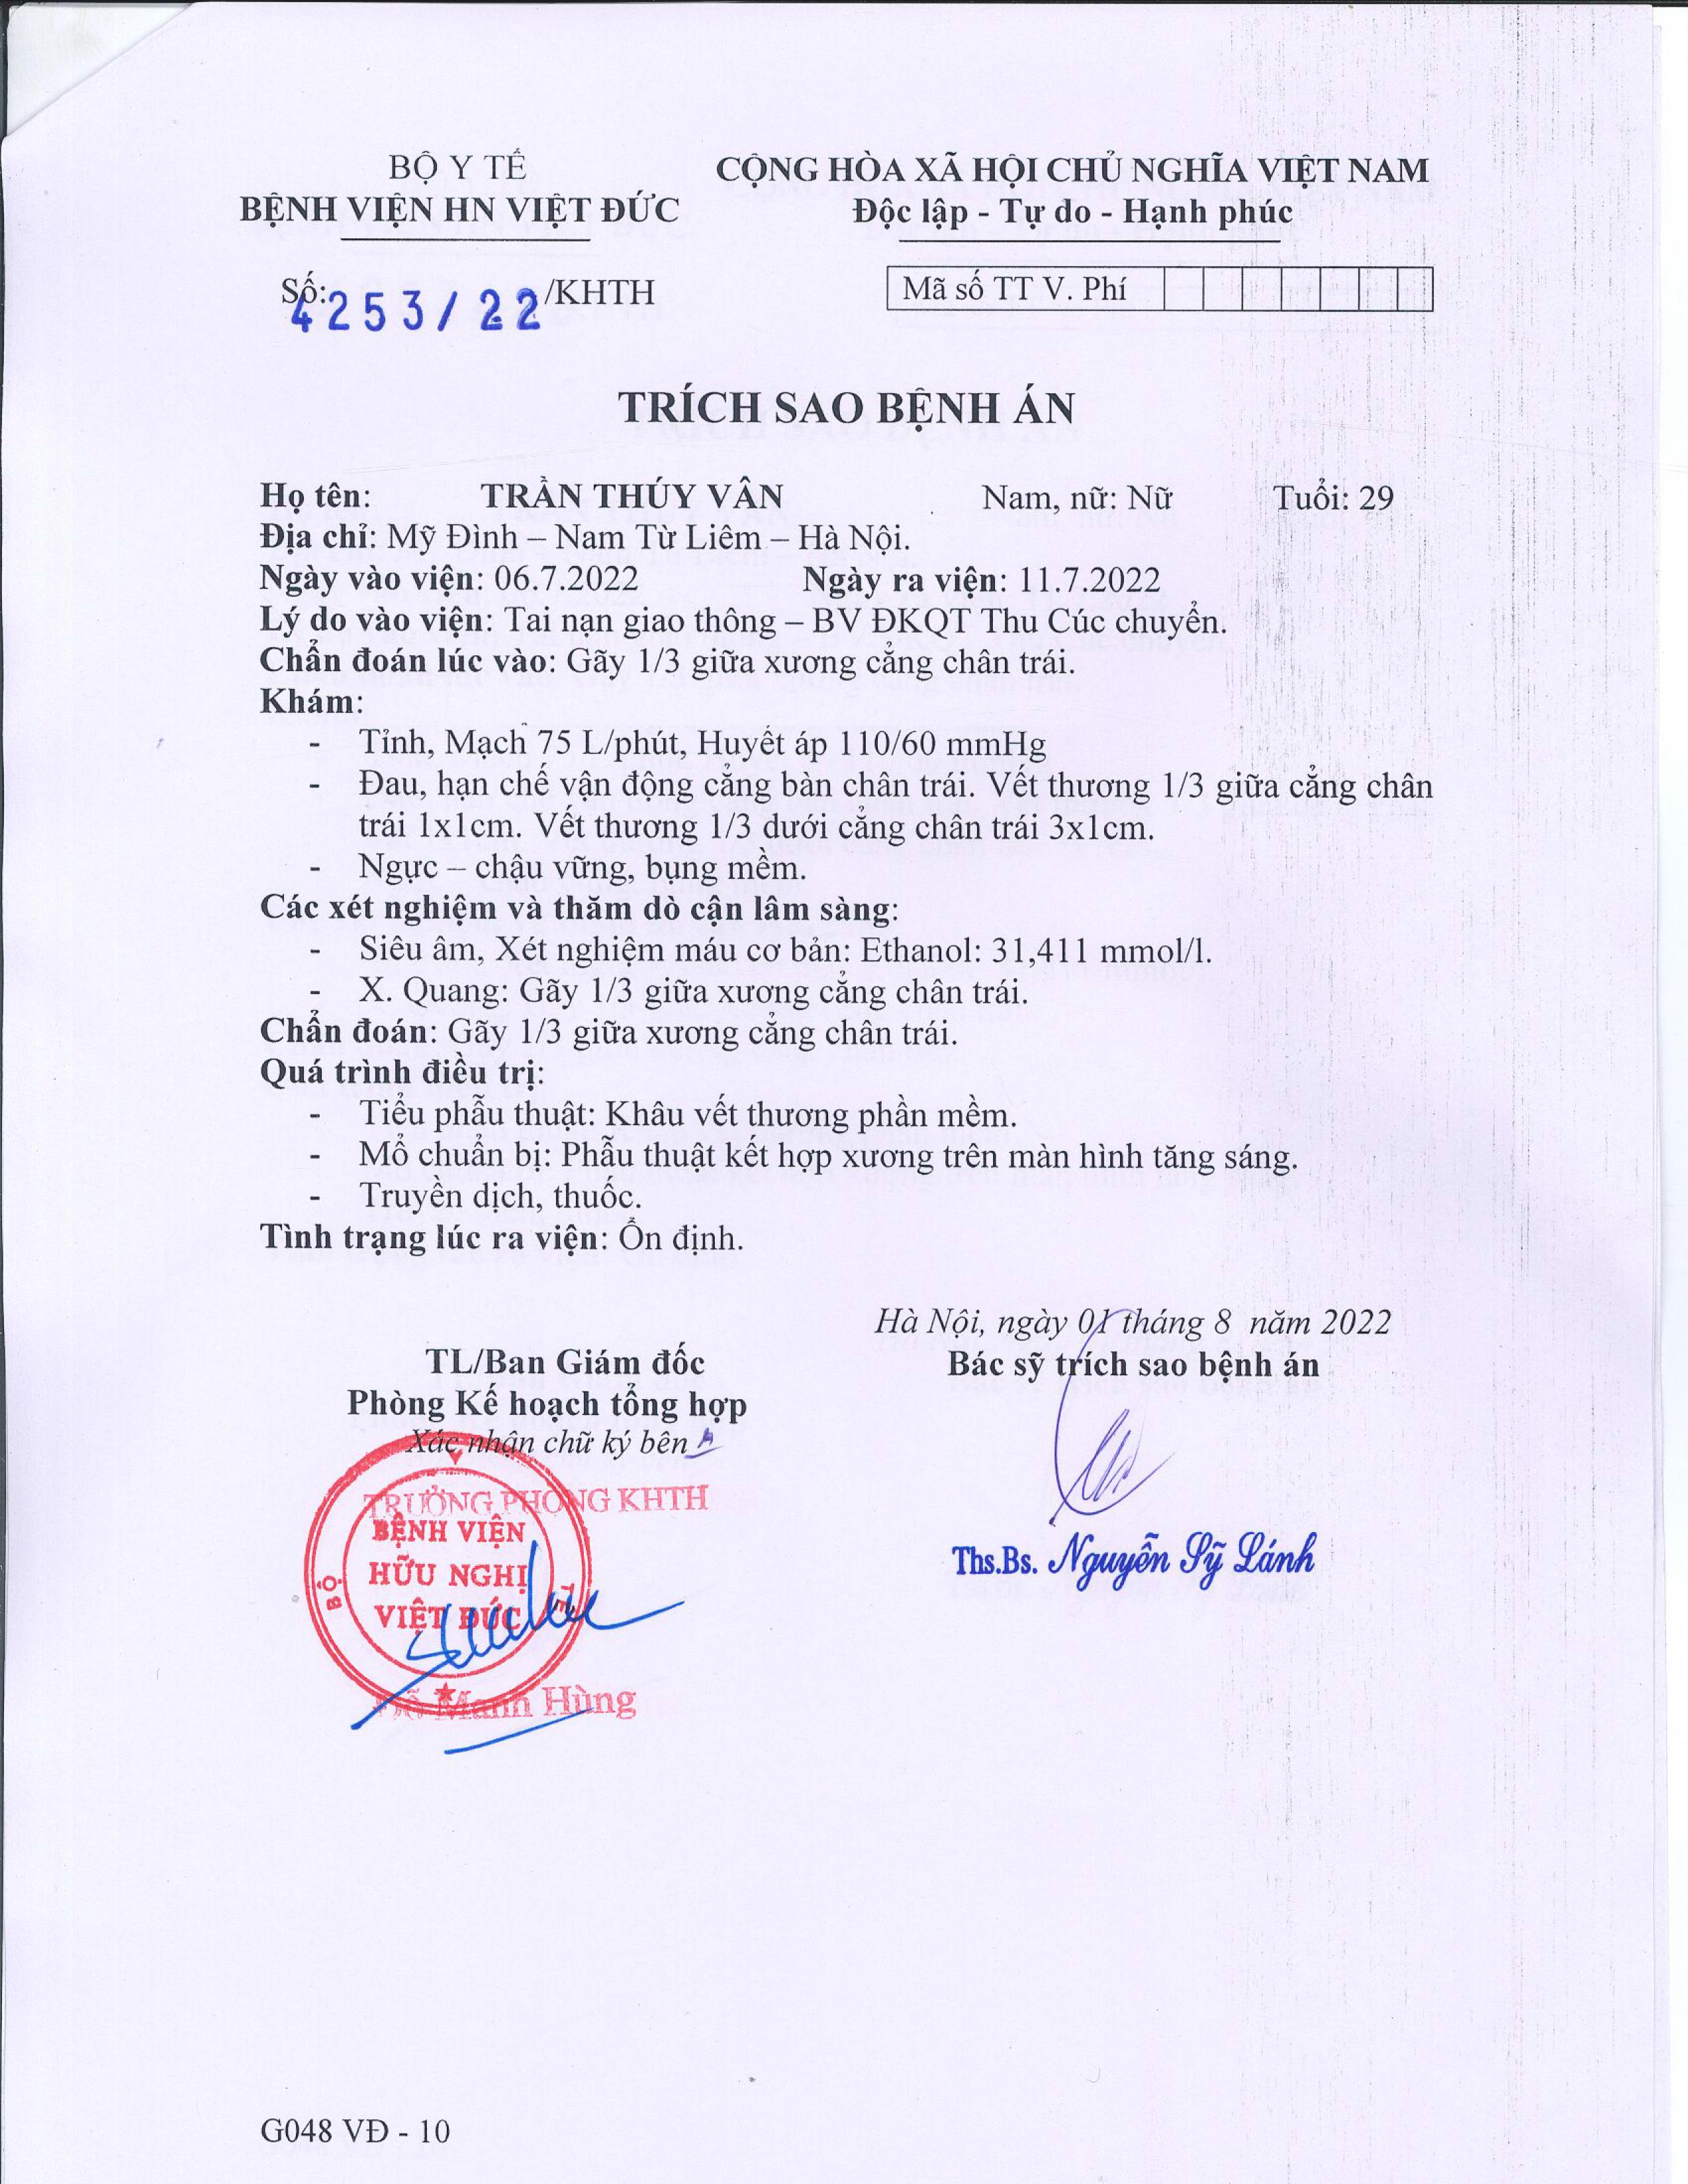 BỘ Y TẾ
BỆNH VIỆN HN VIỆT ĐỨC
CỘNG HÒA XÃ HỘI CHỦ NGHĨA VIỆT NAM
Độc lập - Tự do - Hạnh phúc
Số: 4253/22/KHTH
Mã số TT V. Phí
TRÍCH SAO BỆNH ÁN
Họ tên: TRẦN THÚY VÂN Nam, nữ: Nữ Tuổi: 29
Địa chỉ: Mỹ Đình – Nam Từ Liêm – Hà Nội.
Ngày vào viện: 06.7.2022 Ngày ra viện: 11.7.2022
Lý do vào viện: Tai nạn giao thông – BV ĐKQT Thu Cúc chuyển.
Chẩn đoán lúc vào: Gãy 1/3 giữa xương cẳng chân trái.
Khám:
- Tỉnh, Mạch 75 L/phút, Huyết áp 110/60 mmHg
- Đau, hạn chế vận động cẳng bàn chân trái. Vết thương 1/3 giữa cẳng chân
trái 1x1cm. Vết thương 1/3 dưới cẳng chân trái 3x1cm.
- Ngực – chậu vững, bụng mềm.
Các xét nghiệm và thăm dò cận lâm sàng:
- Siêu âm, Xét nghiệm máu cơ bản: Ethanol: 31,411 mmol/l.
- X. Quang: Gãy 1/3 giữa xương cẳng chân trái.
Chẩn đoán: Gãy 1/3 giữa xương cẳng chân trái.
Quá trình điều trị:
- Tiểu phẫu thuật: Khâu vết thương phần mềm.
- Mổ chuẩn bị: Phẫu thuật kết hợp xương trên màn hình tăng sáng.
- Truyền dịch, thuốc.
Tình trạng lúc ra viện: Ổn định.
Hà Nội, ngày 01 tháng 8 năm 2022
TL/Ban Giám đốc
Phòng Kế hoạch tổng hợp
Xác nhận chữ ký bên
Bác sỹ trích sao bệnh án
TRƯỞNG PHÒNG KHTH
BỆNH VIỆN
HỮU NGHỊ
VIỆT ĐỨC
BỘ Y TẾ
Đỗ Mạnh Hùng
Ths.Bs. Nguyễn Sỹ Lánh
G048 VĐ - 10